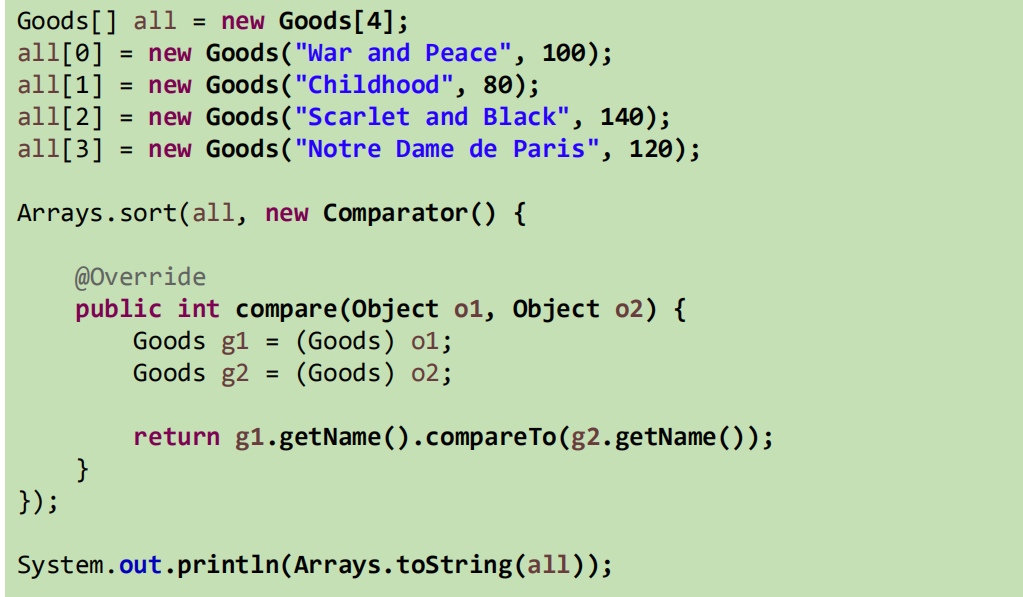 Goods[] all = new Goods[4];
all[0] = new Goods("War and Peace", 100);
all[1] = new Goods("Childhood", 80);
all[2] = new Goods("Scarlet and Black", 140);
all[3] = new Goods("Notre Dame de Paris", 120);
Arrays.sort(all, new Comparator() {
@Override
public int compare(Object o1, Object o2) {
Goods g1 = (Goods) o1;
Goods g2 = (Goods) o2;
return g1.getName().compareTo(g2.getName());
}
});
System.out.println(Arrays.toString(all));